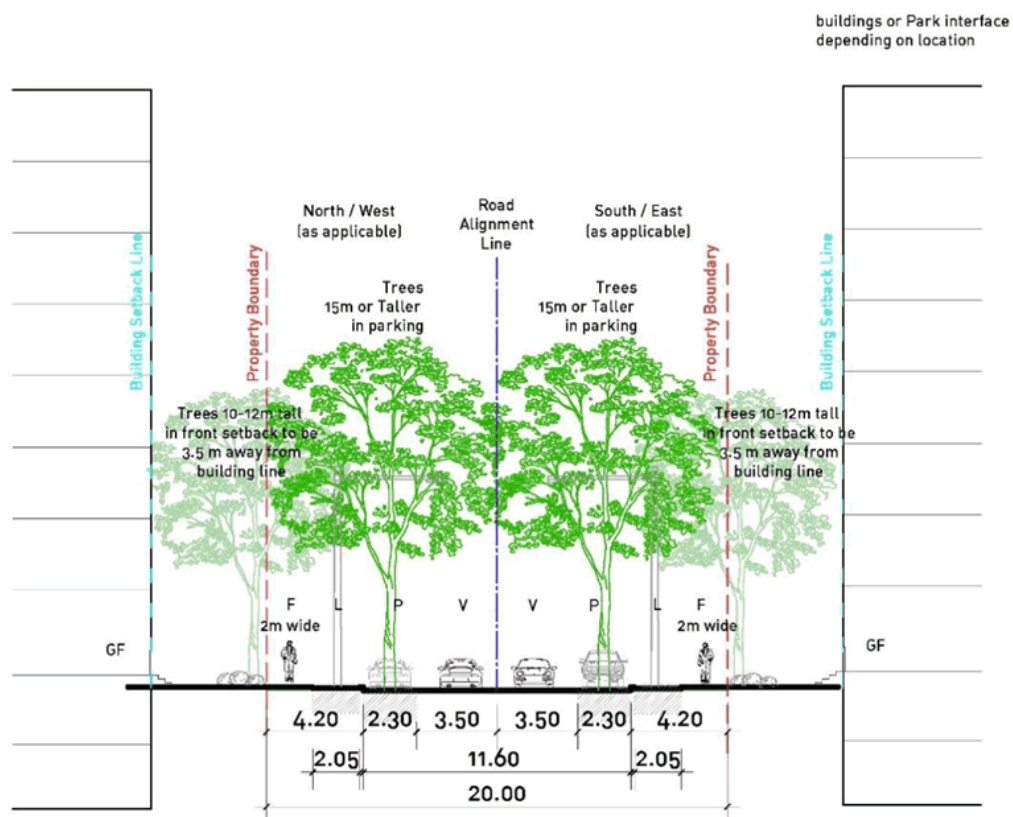 buildings or Park interface
depending on location
North / West
(as applicable)
Road
Alignment
Line
South / East
(as applicable)
Building Setback Line
Property Boundary
Trees
15m or Taller
in parking
Trees
15m or Taller
in parking
Property Boundary
Building Setback Line
Trees 10-12m tall
in front setback to be
3.5 m away from
building line
Trees 10-12m tall
in front setback to be
3.5 m away from
building line
F L P V V P L F
2m wide
2m wide
GF
GF
4.20 2.30 3.50 3.50 2.30 4.20
2.05 11.60 2.05
20.00